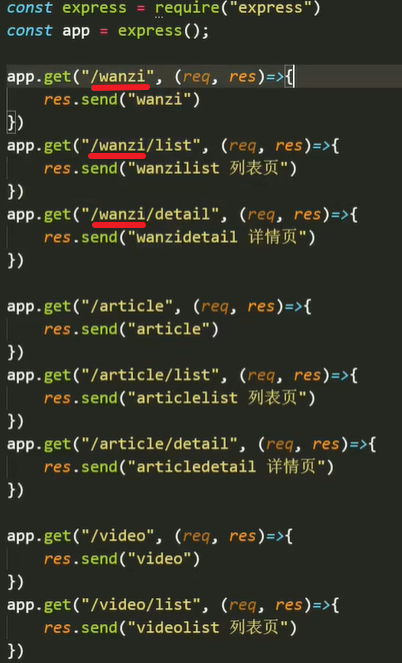 const express = require("express")
const app = express();
app.get("/wanzi", (req, res)=>{
res.send("wanzi")
})
app.get("/wanzi/list", (req, res)=>{
res.send("wanzilist 列表页")
})
app.get("/wanzi/detail", (req, res)=>{
res.send("wanzidetail 详情页")
})
app.get("/article", (req, res)=>{
res.send("article")
})
app.get("/article/list", (req, res)=>{
res.send("articlelist 列表页")
})
app.get("/article/detail", (req, res)=>{
res.send("articledetail 详情页")
})
app.get("/video", (req, res)=>{
res.send("video")
})
app.get("/video/list", (req, res)=>{
res.send("videolist 列表页")
})